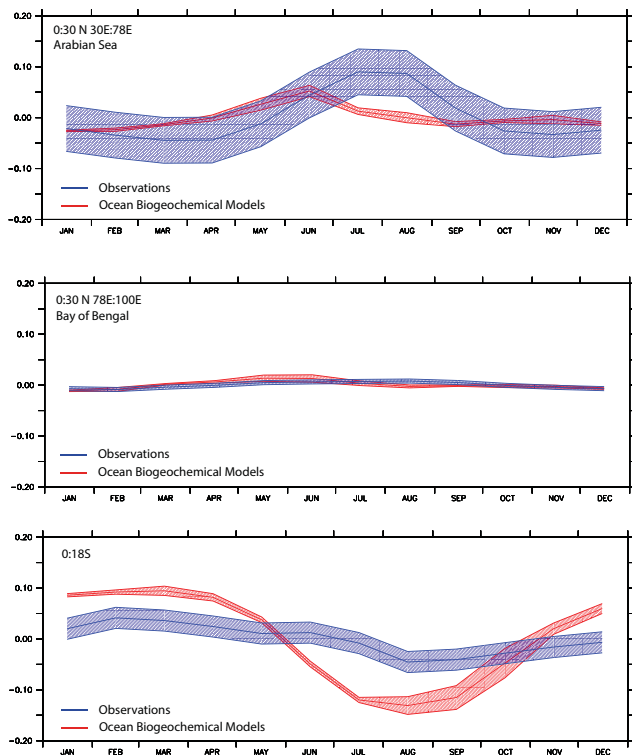 0.20
0:30 N 30E:78E
Arabian Sea
0.10
0.00
-0.10
Observations
Ocean Biogeochemical Models
-0.20
JAN FEB MAR APR MAY JUN JUL AUG SEP OCT NOV DEC
0.20
0:30 N 78E:100E
Bay of Bengal
0.10
0.00
-0.10
Observations
Ocean Biogeochemical Models
-0.20
JAN FEB MAR APR MAY JUN JUL AUG SEP OCT NOV DEC
0.20
0:18S
0.10
0.00
-0.10
Observations
Ocean Biogeochemical Models
-0.20
JAN FEB MAR APR MAY JUN JUL AUG SEP OCT NOV DEC